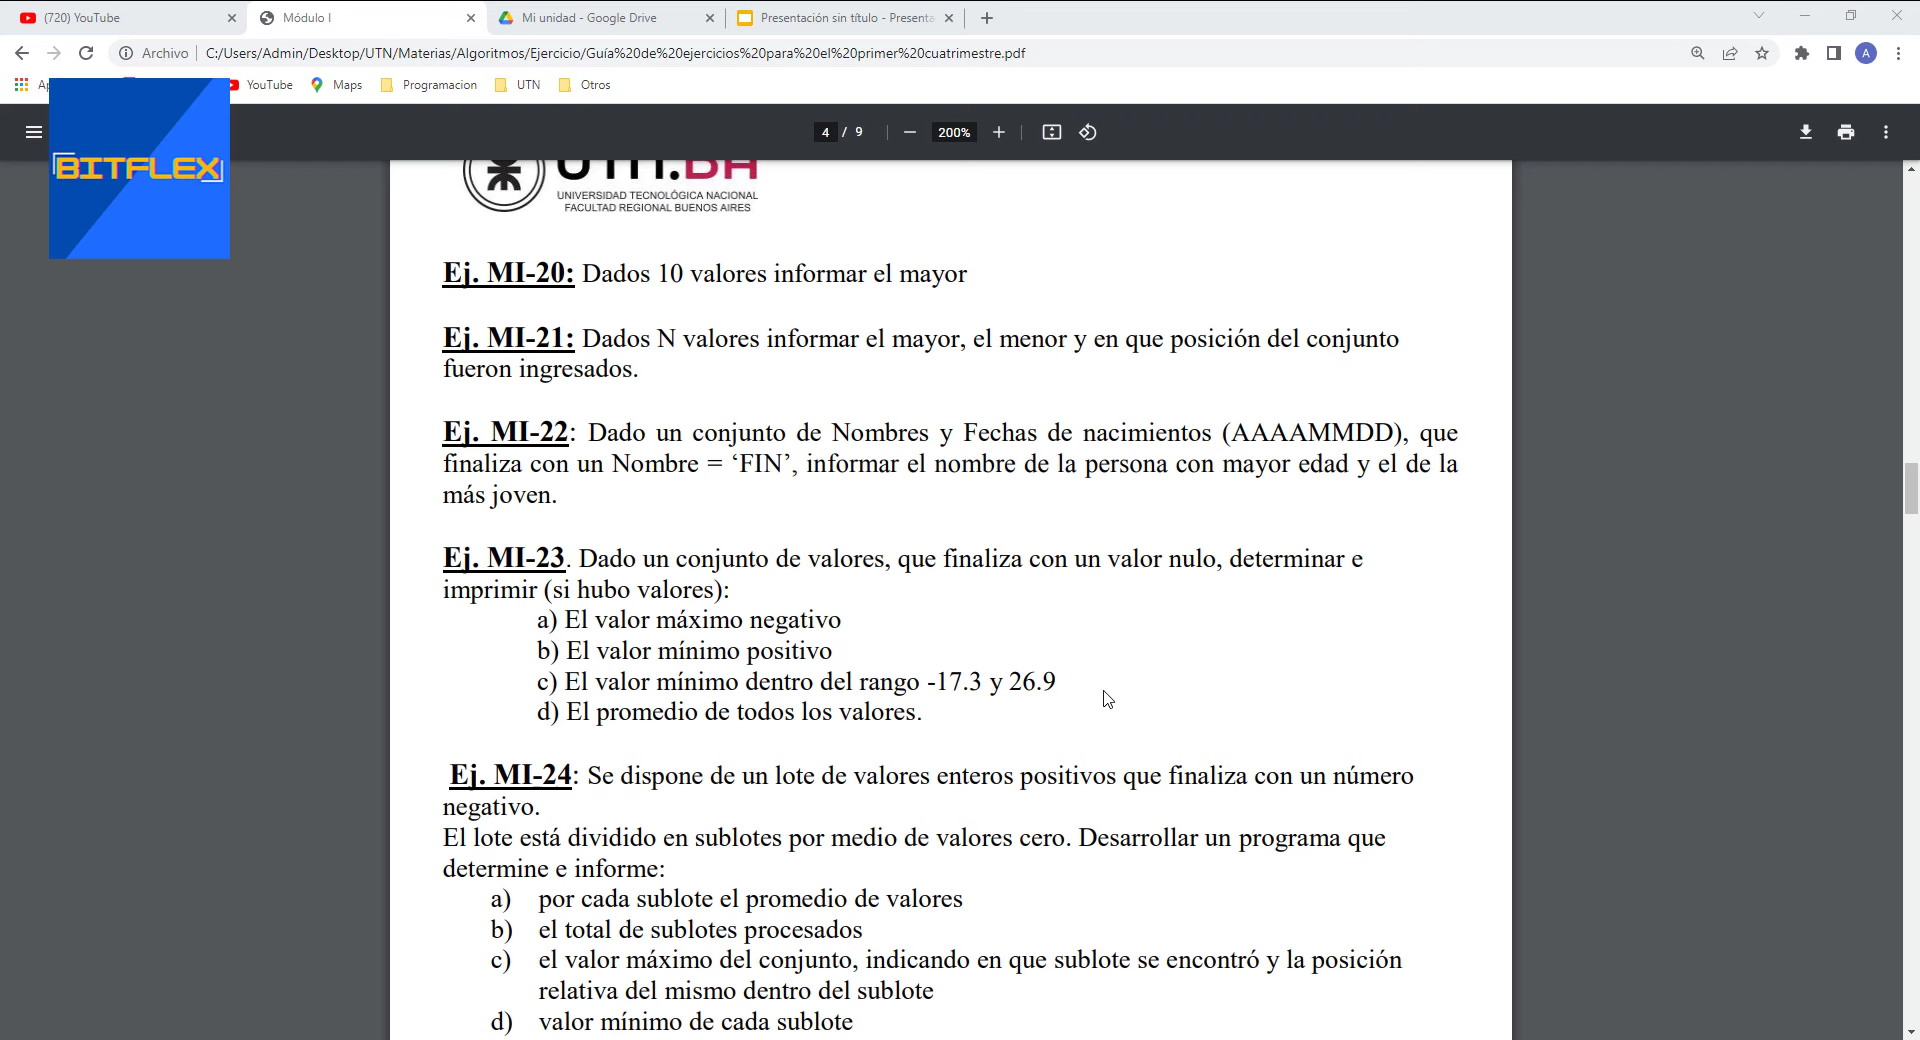 (720) YouTube
Módulo I
Mi unidad - Google Drive
Presentación sin título - Presenta
Archivo
C:/Users/Admin/Desktop/UTN/Materias/Algoritmos/Ejercicio/Guía%20de%20ejercicios%20para%20el%20primer%20cuatrimestre.pdf
A
YouTube
Maps
Programacion
UTN
Otros
BITFLEX
4 / 9
200%
UTN.BA
UNIVERSIDAD TECNOLÓGICA NACIONAL
FACULTAD REGIONAL BUENOS AIRES
Ej. MI-20: Dados 10 valores informar el mayor
Ej. MI-21: Dados N valores informar el mayor, el menor y en que posición del conjunto
fueron ingresados.
Ej. MI-22: Dado un conjunto de Nombres y Fechas de nacimientos (AAAAMMDD), que
finaliza con un Nombre = ‘FIN’, informar el nombre de la persona con mayor edad y el de la
más joven.
Ej. MI-23. Dado un conjunto de valores, que finaliza con un valor nulo, determinar e
imprimir (si hubo valores):
a) El valor máximo negativo
b) El valor mínimo positivo
c) El valor mínimo dentro del rango -17.3 y 26.9
d) El promedio de todos los valores.
Ej. MI-24: Se dispone de un lote de valores enteros positivos que finaliza con un número
negativo.
El lote está dividido en sublotes por medio de valores cero. Desarrollar un programa que
determine e informe:
a) por cada sublote el promedio de valores
b) el total de sublotes procesados
c) el valor máximo del conjunto, indicando en que sublote se encontró y la posición
relativa del mismo dentro del sublote
d) valor mínimo de cada sublote